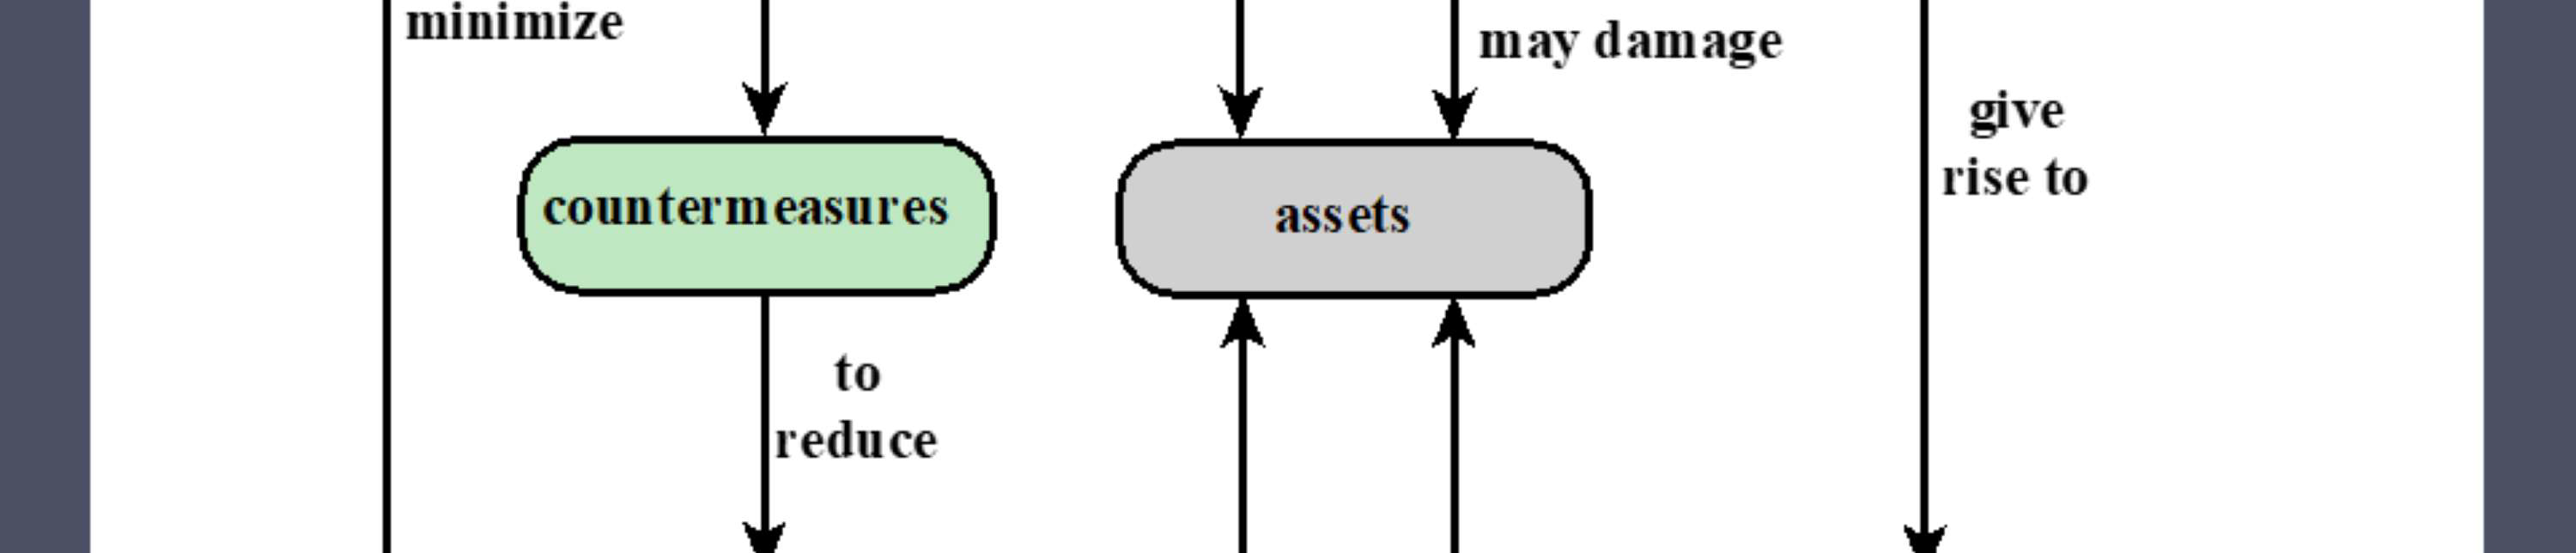 minimize
may damage
give
rise to
countermeasures
assets
to
reduce